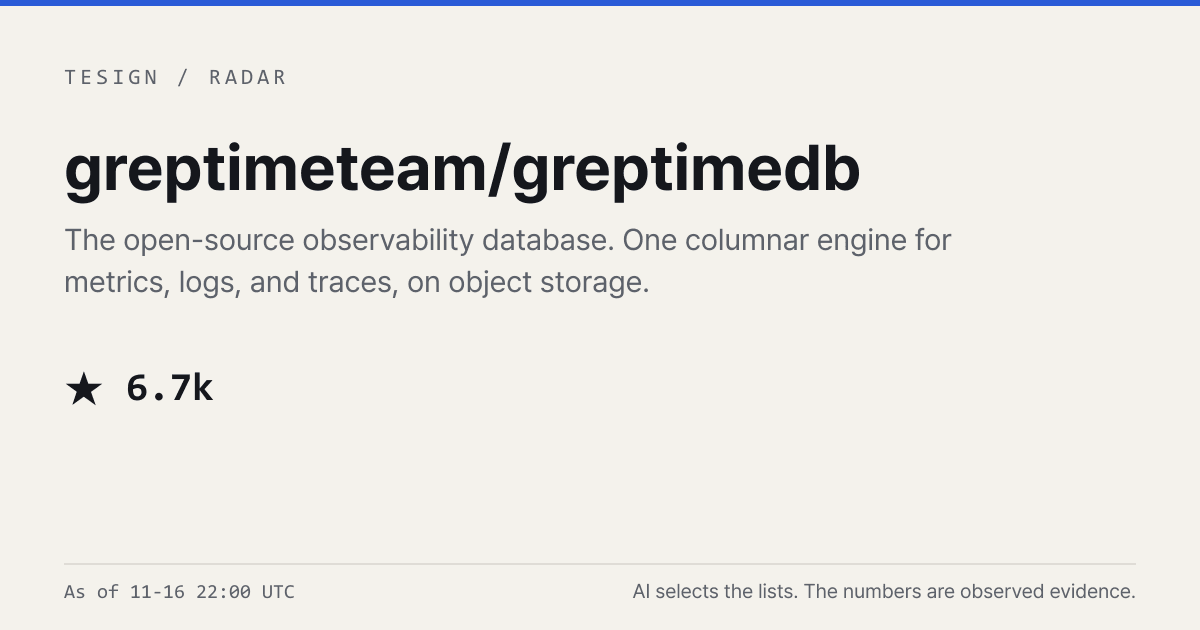 TESIGN / RADAR
greptimeteam/greptimedb
The open-source observability database. One columnar engine for
metrics, logs, and traces, on object storage.
★ 6.7k
As of 11-16 22:00 UTC
AI selects the lists. The numbers are observed evidence.